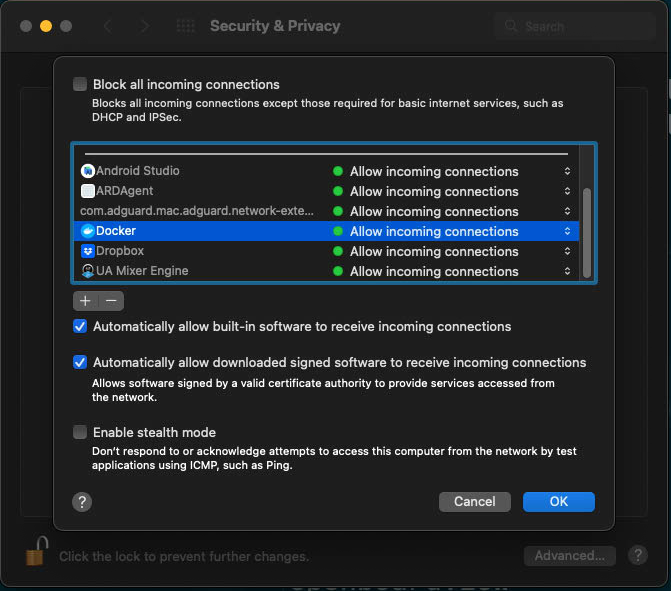 Security & Privacy
Search
Block all incoming connections
Blocks all incoming connections except those required for basic internet services, such as
DHCP and IPSec.
Android Studio
Allow incoming connections
ARDAgent
Allow incoming connections
com.adguard.mac.adguard.network-exte...
Allow incoming connections
Docker
Allow incoming connections
Dropbox
Allow incoming connections
UA Mixer Engine
Allow incoming connections
+ −
Automatically allow built-in software to receive incoming connections
Automatically allow downloaded signed software to receive incoming connections
Allows software signed by a valid certificate authority to provide services accessed from
the network.
Enable stealth mode
Don't respond to or acknowledge attempts to access this computer from the network by test
applications using ICMP, such as Ping.
?
Cancel
OK
Click the lock to prevent further changes.
Advanced...
?